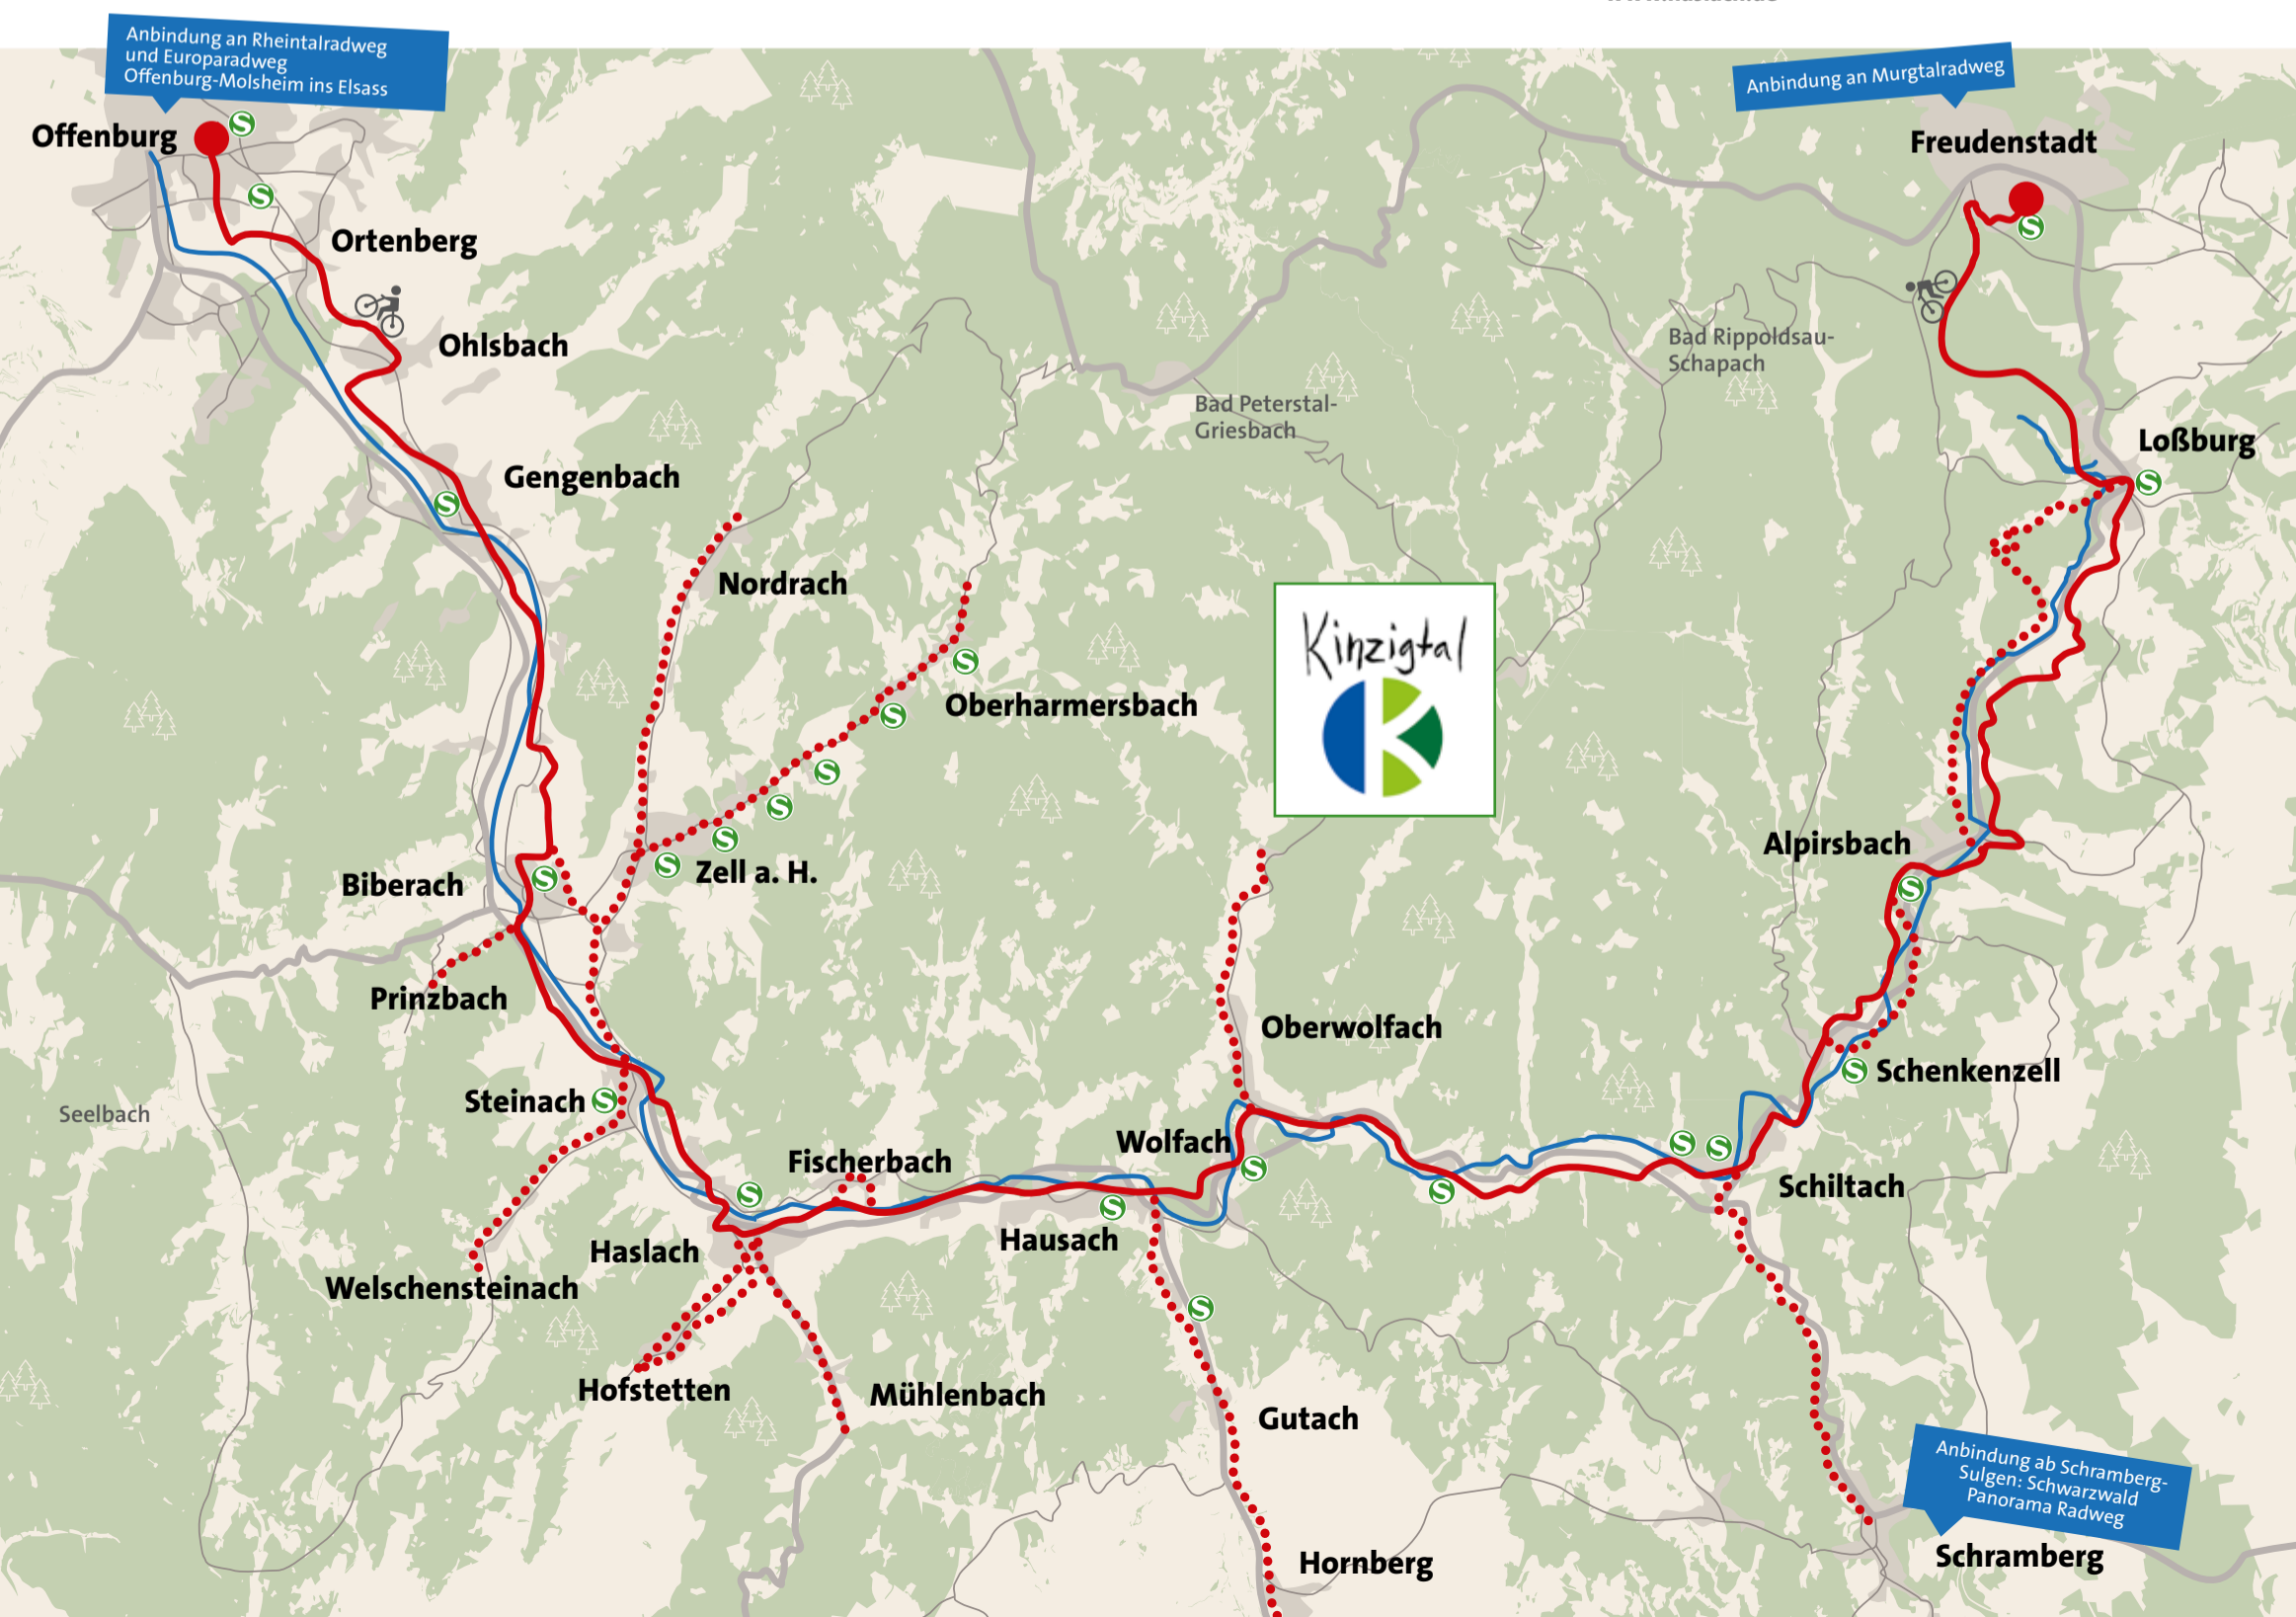 Anbindung an Rheintalradweg
und Europaradweg
Offenburg-Molsheim ins Elsass
Anbindung an Murgtalradweg
Offenburg
S
Freudenstadt
S
S
Ortenberg
Ohlsbach
Bad Rippoldsau-
Schapach
Bad Peterstal-
Griesbach
Loßburg
S
Gengenbach
S
Nordrach
Kinzigtal
K
S
Oberharmersbach
S
S
S
S
Alpirsbach
S
Zell a. H.
Biberach
S
S
Prinzbach
Oberwolfach
Schenkenzell
S
Steinach
S
Seelbach
Wolfach
S
S
S
Fischerbach
S
S
Schiltach
S
S
Hausach
Haslach
Welschensteinach
S
Hofstetten
Mühlenbach
Gutach
Anbindung ab Schramberg-
Sulgen: Schwarzwald
Panorama Radweg
Schramberg
Hornberg